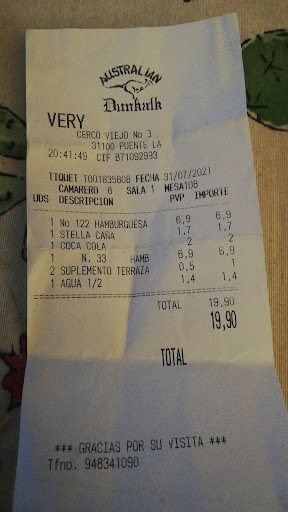 AUSTRALIAN
Dunkalk
VERY
CERCO VIEJO No 3
31100 PUENTE LA
20:41:49 CIF B71092993
TIQUET T001835808 FECHA 31/07/2021
CAMARERO 6 SALA 1 MESA108
UDS DESCRIPCION PVP IMPORTE
1 No 122 HAMBURGUESA 6,9 6,9
1 STELLA CAÑA 1,7 1,7
1 COCA COLA 2 2
1 N. 33 HAMB 6,9 6,9
2 SUPLEMENTO TERRAZA 0,5 1
1 AGUA 1/2 1,4 1,4
TOTAL 19,90
19,90
TOTAL
*** GRACIAS POR SU VISITA ***
Tfno. 948341090